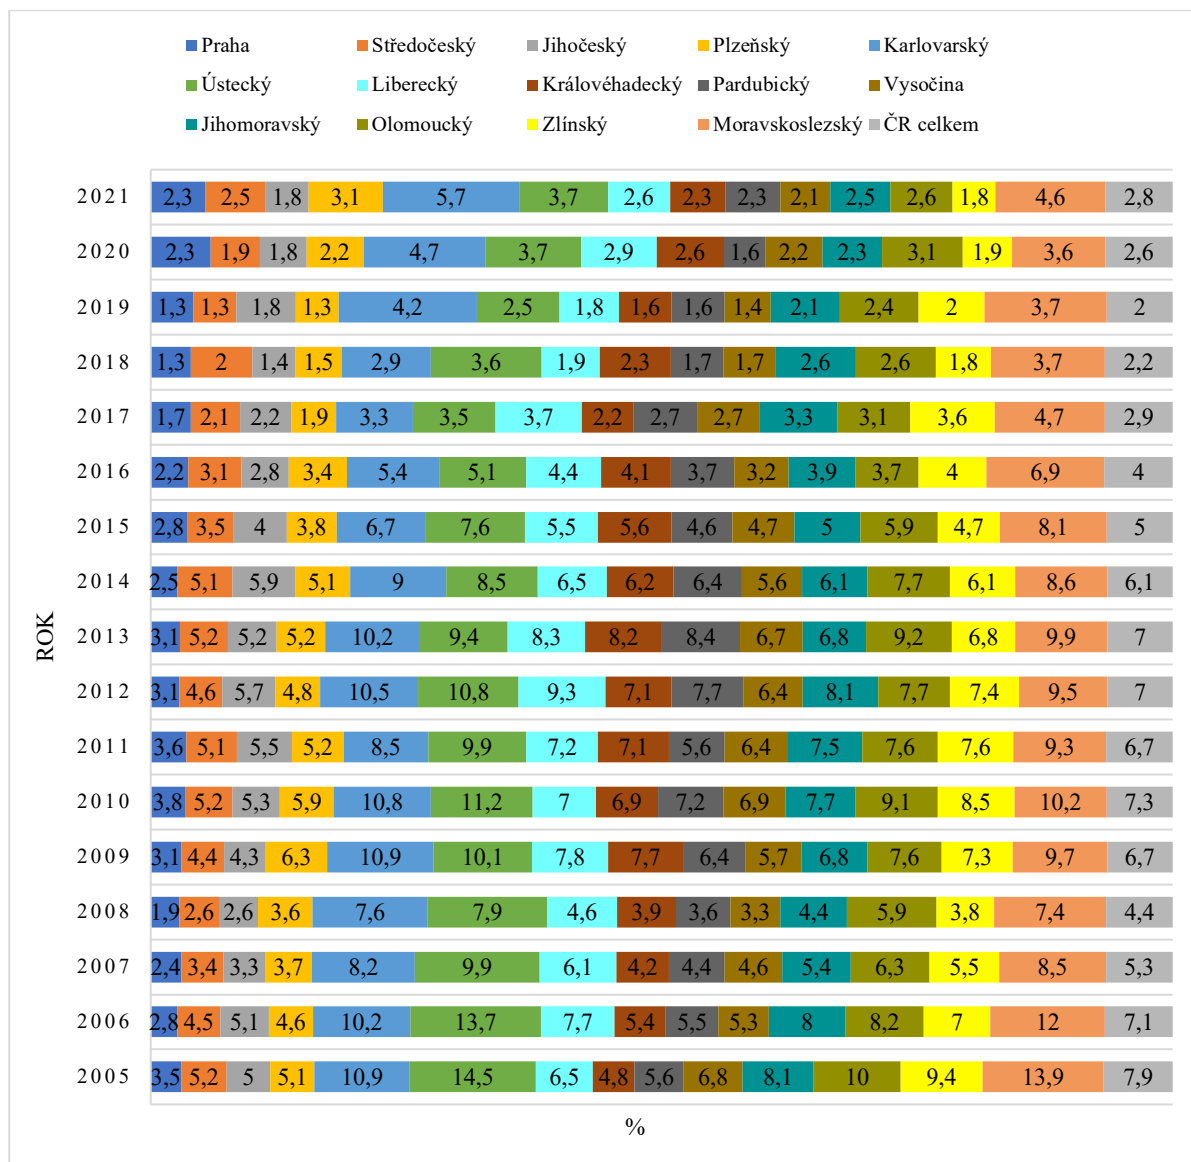 Praha Středočeský Jihočeský Plzeňský Karlovarský
Ústecký Liberecký Královéhadecký Pardubický Vysočina
Jihomoravský Olomoucký Zlínský Moravskoslezský ČR celkem
2021 2,3 2,5 1,8 3,1 5,7 3,7 2,6 2,3 2,3 2,1 2,5 2,6 1,8 4,6 2,8
2020 2,3 1,9 1,8 2,2 4,7 3,7 2,9 2,6 1,6 2,2 2,3 3,1 1,9 3,6 2,6
2019 1,3 1,3 1,8 1,3 4,2 2,5 1,8 1,6 1,6 1,4 2,1 2,4 2 3,7 2
2018 1,3 2 1,4 1,5 2,9 3,6 1,9 2,3 1,7 1,7 2,6 2,6 1,8 3,7 2,2
2017 1,7 2,1 2,2 1,9 3,3 3,5 3,7 2,2 2,7 2,7 3,3 3,1 3,6 4,7 2,9
2016 2,2 3,1 2,8 3,4 5,4 5,1 4,4 4,1 3,7 3,2 3,9 3,7 4 6,9 4
2015 2,8 3,5 4 3,8 6,7 7,6 5,5 5,6 4,6 4,7 5 5,9 4,7 8,1 5
2014 2,5 5,1 5,9 5,1 9 8,5 6,5 6,2 6,4 5,6 6,1 7,7 6,1 8,6 6,1
2013 3,1 5,2 5,2 5,2 10,2 9,4 8,3 8,2 8,4 6,7 6,8 9,2 6,8 9,9 7
2012 3,1 4,6 5,7 4,8 10,5 10,8 9,3 7,1 7,7 6,4 8,1 7,7 7,4 9,5 7
2011 3,6 5,1 5,5 5,2 8,5 9,9 7,2 7,1 5,6 6,4 7,5 7,6 7,6 9,3 6,7
2010 3,8 5,2 5,3 5,9 10,8 11,2 7 6,9 7,2 6,9 7,7 9,1 8,5 10,2 7,3
2009 3,1 4,4 4,3 6,3 10,9 10,1 7,8 7,7 6,4 5,7 6,8 7,6 7,3 9,7 6,7
2008 1,9 2,6 2,6 3,6 7,6 7,9 4,6 3,9 3,6 3,3 4,4 5,9 3,8 7,4 4,4
2007 2,4 3,4 3,3 3,7 8,2 9,9 6,1 4,2 4,4 4,6 5,4 6,3 5,5 8,5 5,3
2006 2,8 4,5 5,1 4,6 10,2 13,7 7,7 5,4 5,5 5,3 8 8,2 7 12 7,1
2005 3,5 5,2 5 5,1 10,9 14,5 6,5 4,8 5,6 6,8 8,1 10 9,4 13,9 7,9
ROK
%